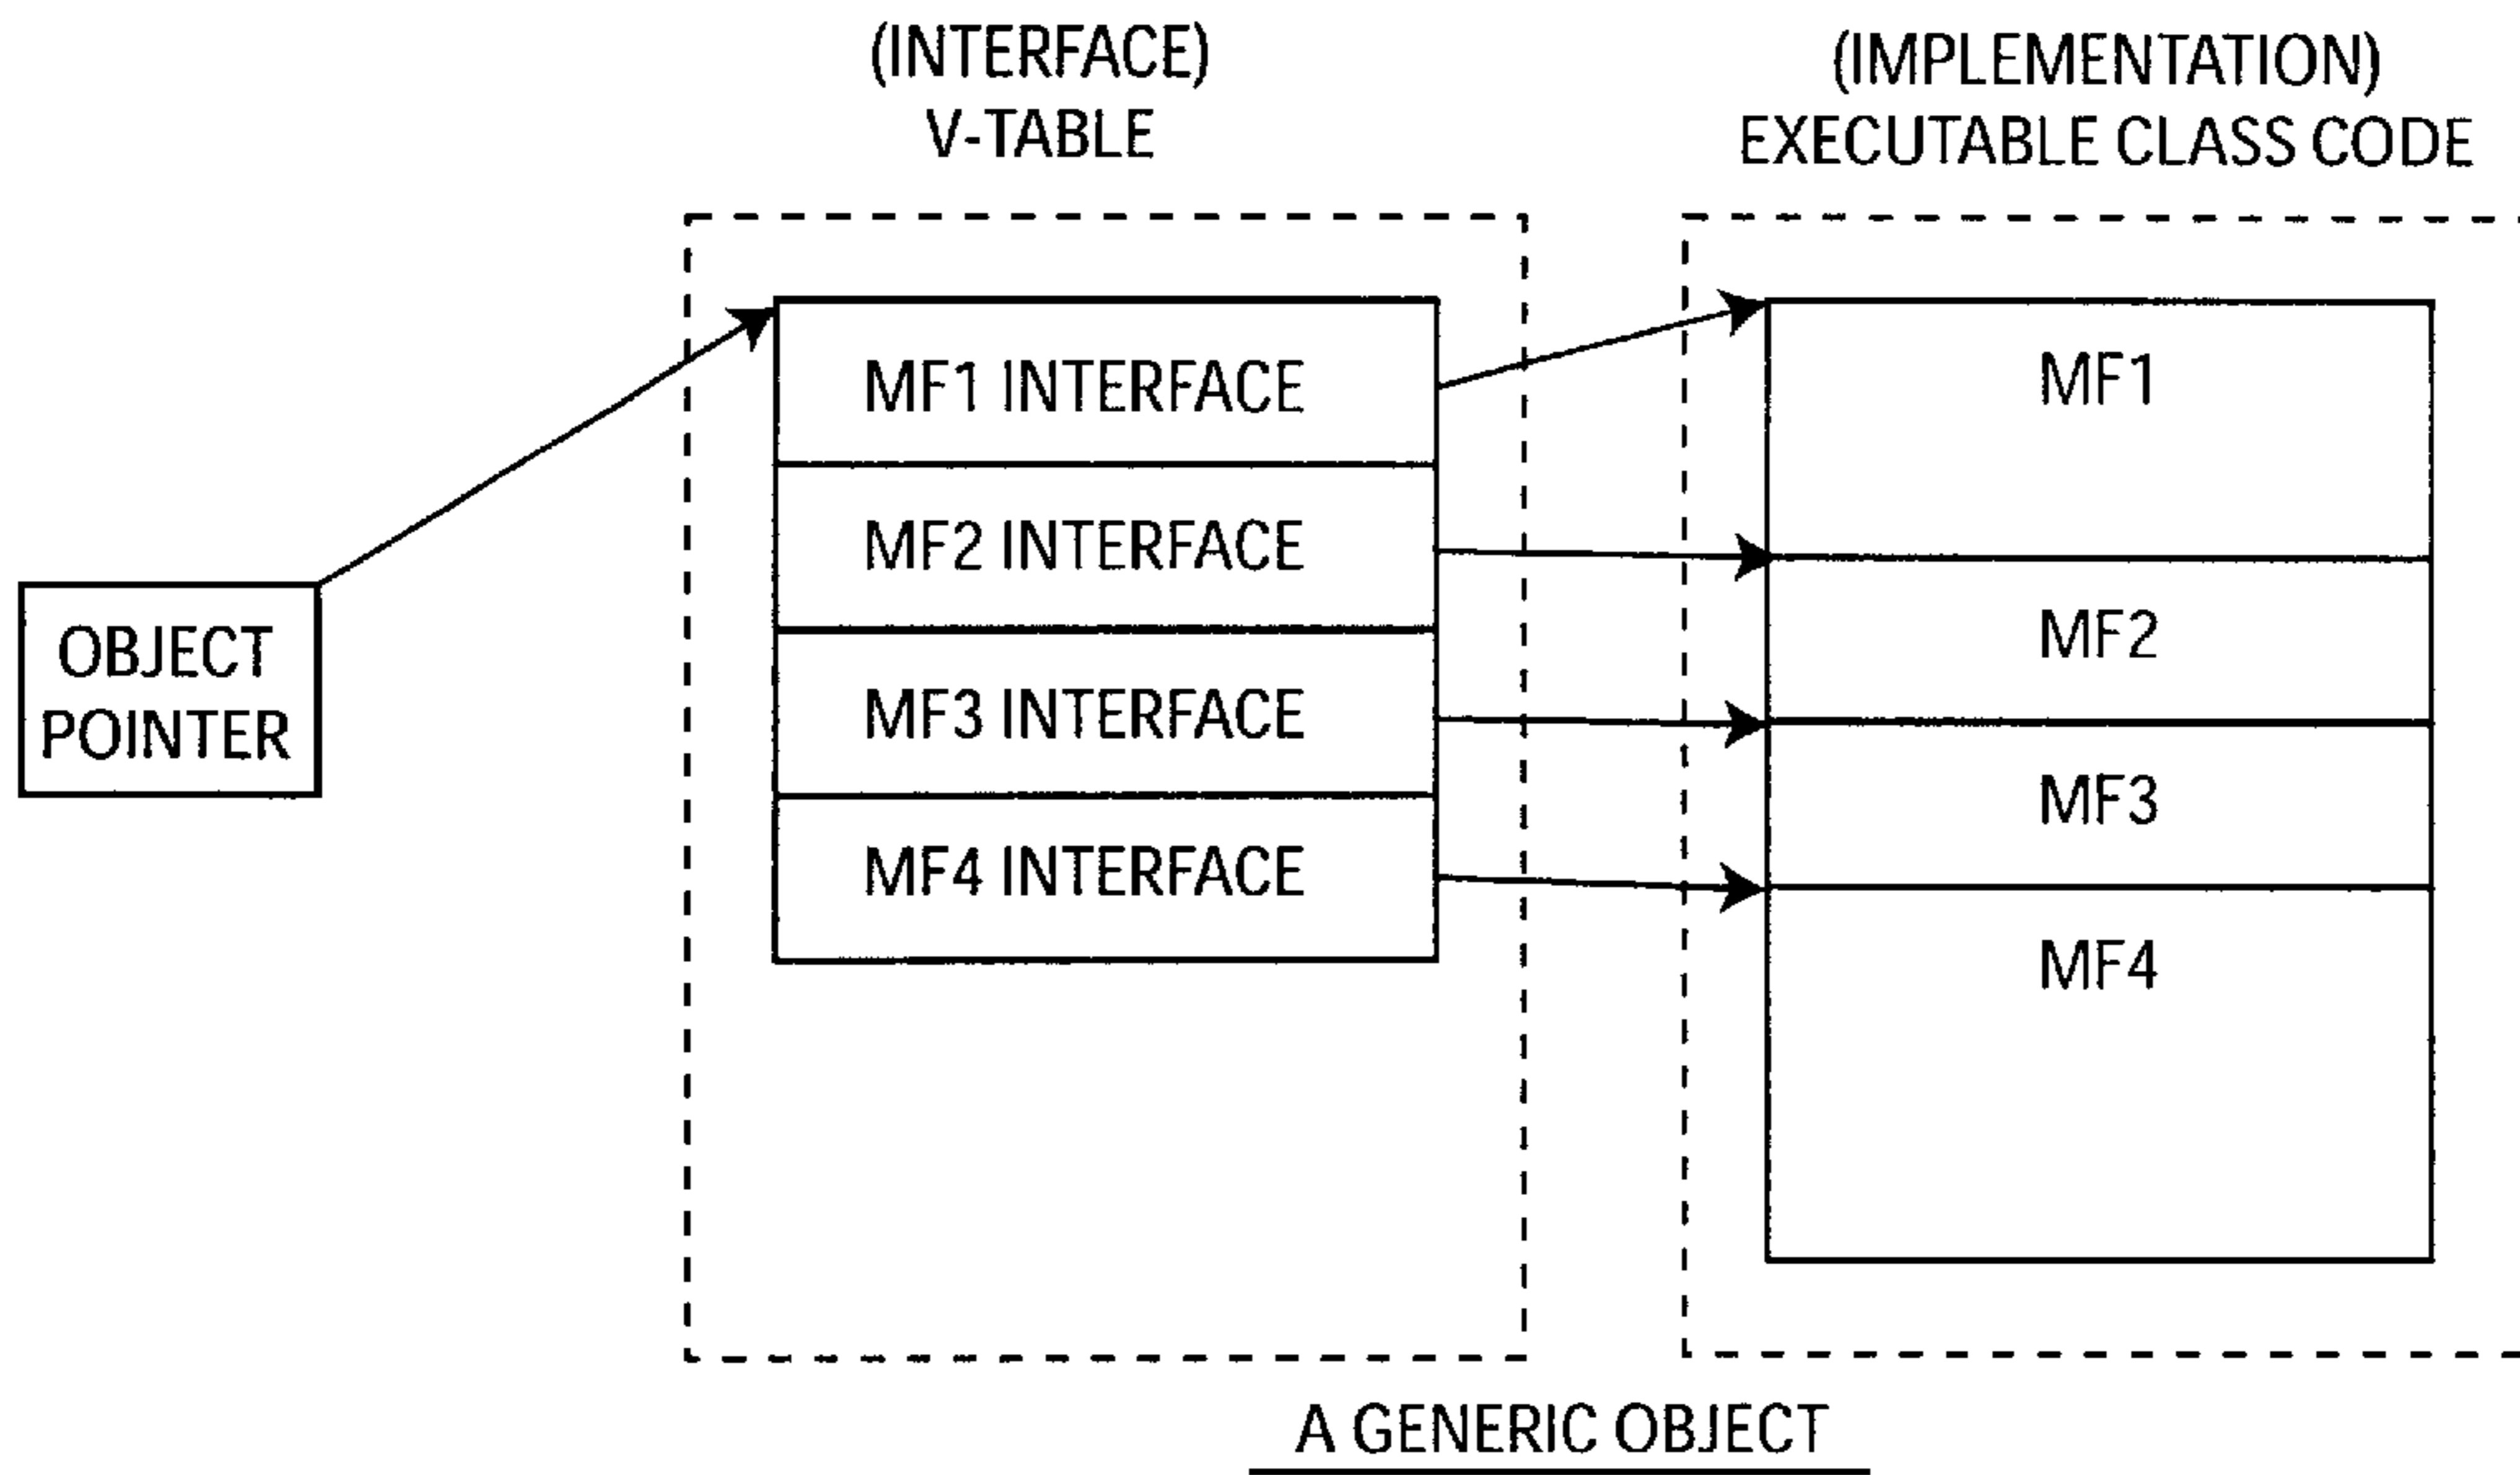 (INTERFACE)
V-TABLE
(IMPLEMENTATION)
EXECUTABLE CLASS CODE
OBJECT
POINTER
MF1 INTERFACE
MF2 INTERFACE
MF3 INTERFACE
MF4 INTERFACE
MF1
MF2
MF3
MF4
A GENERIC OBJECT